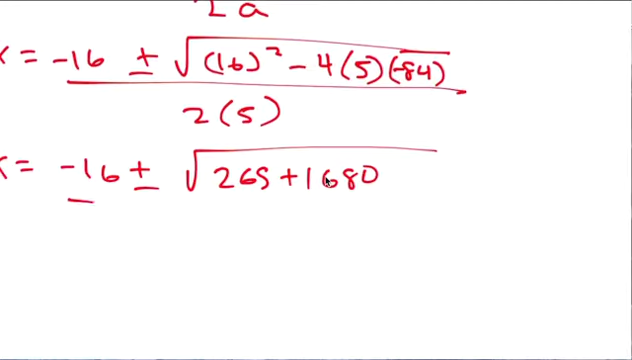 2a
x = -16 ± √(16)² - 4(5)(-84)
2(5)
x = -16 ± √265+1680